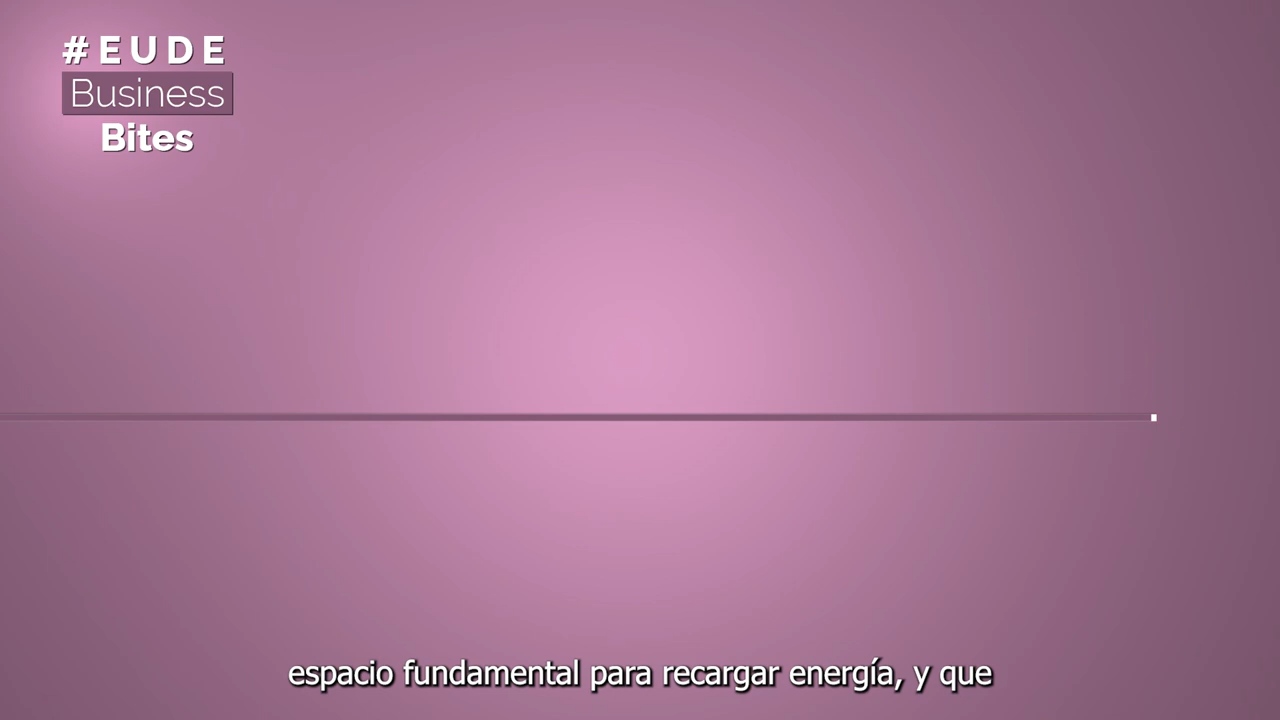 #EUDE
Business
Bites
espacio fundamental para recargar energía, y que